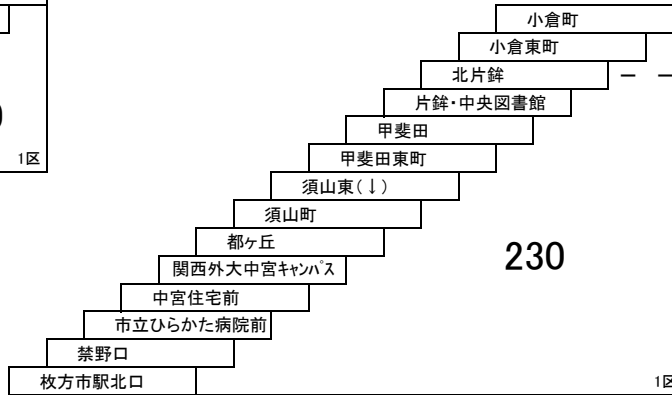 小倉町
小倉東町
北片鉾
片鉾・中央図書館
甲斐田
甲斐田東町
1区
須山東(↓)
須山町
都ヶ丘
230
関西外大中宮ｷｬﾝﾊﾟｽ
中宮住宅前
市立ひらかた病院前
禁野口
枚方市駅北口